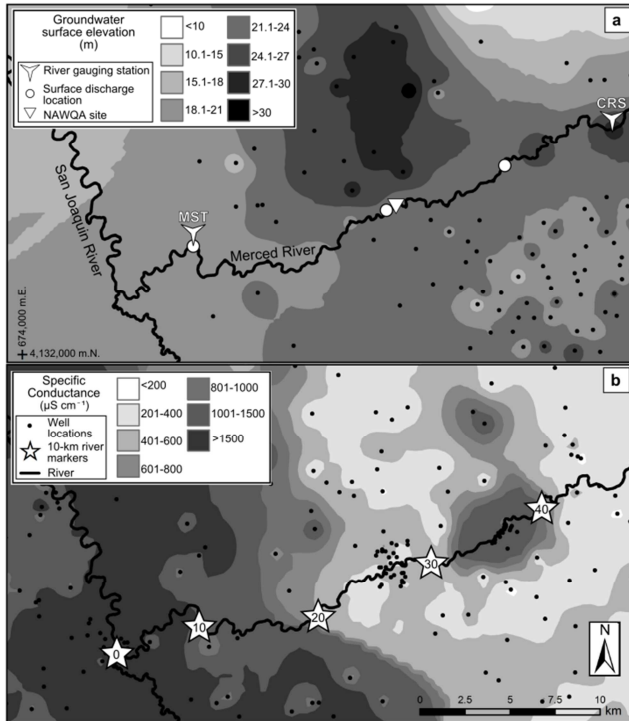 Groundwater
surface elevation
(m)
<10
10.1-15
15.1-18
18.1-21
21.1-24
24.1-27
27.1-30
>30
River gauging station
Surface discharge
location
NAWQA site
a
CRS
MST
San Joaquin River
Merced River
674,000 m.E.
4,132,000 m.N.
Specific
Conductance
(µS cm⁻¹)
Well
locations
10-km river
markers
River
<200
201-400
401-600
601-800
801-1000
1001-1500
>1500
b
40
30
20
10
0
N
0 2.5 5 7.5 10
km